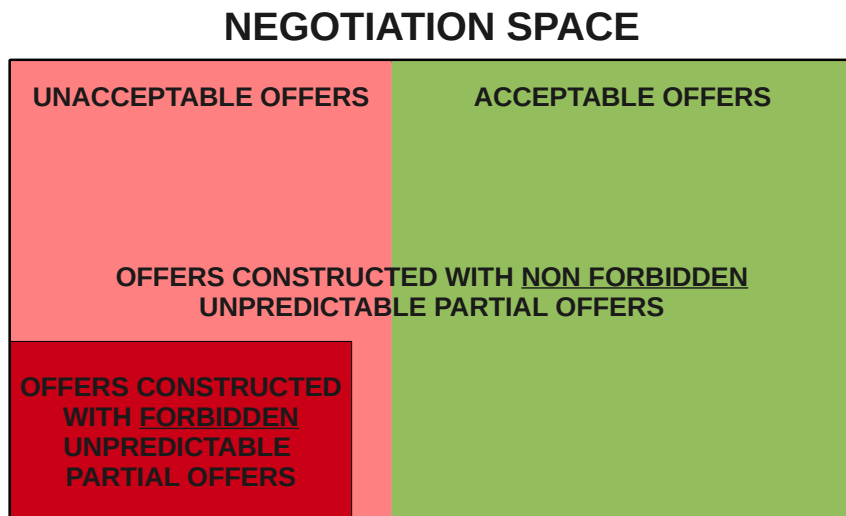 NEGOTIATION SPACE
UNACCEPTABLE OFFERS
ACCEPTABLE OFFERS
OFFERS CONSTRUCTED WITH NON FORBIDDEN
UNPREDICTABLE PARTIAL OFFERS
OFFERS CONSTRUCTED
WITH FORBIDDEN
UNPREDICTABLE
PARTIAL OFFERS